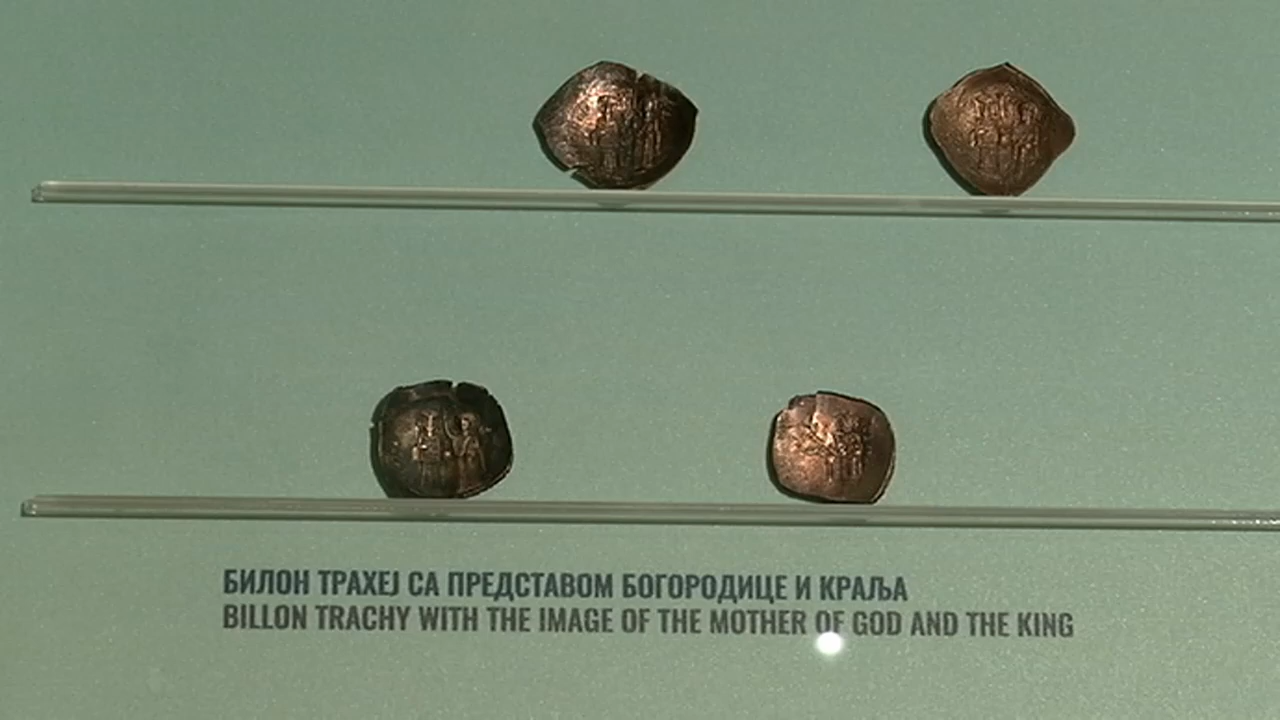 БИЛОН ТРАХЕЈ СА ПРЕДСТАВОМ БОГОРОДИЦЕ И КРАЉА
BILLON TRACHY WITH THE IMAGE OF THE MOTHER OF GOD AND THE KING